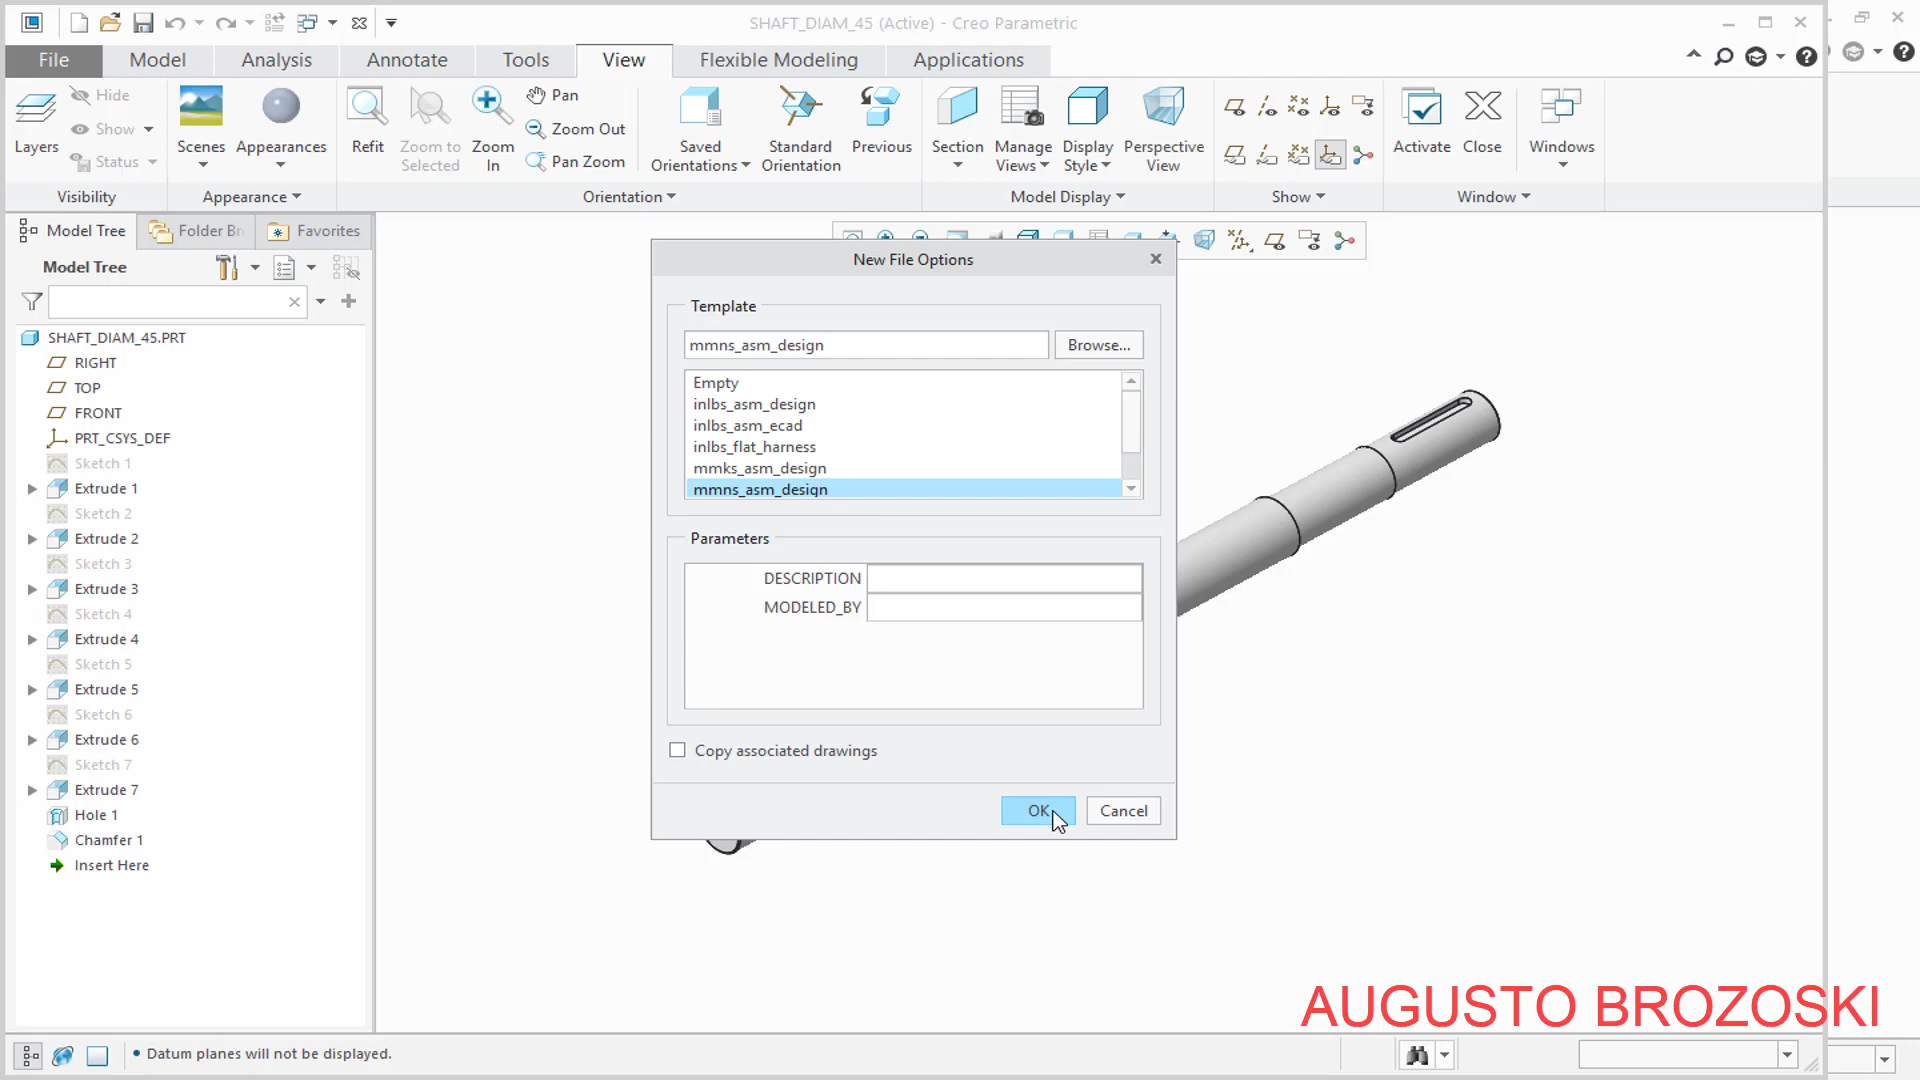 SHAFT_DIAM_45 (Active) - Creo Parametric
File
Model
Analysis
Annotate
Tools
View
Flexible Modeling
Applications
Layers
Hide
Show
Status
Visibility
Scenes
Appearances
Appearance
Refit
Zoom to
Selected
Zoom
In
Pan
Zoom Out
Pan Zoom
Saved
Orientations
Standard
Orientation
Previous
Orientation
Section
Manage
Views
Display
Style
Perspective
View
Model Display
Show
Activate
Close
Windows
Window
Model Tree
Folder Br
Favorites
Model Tree
SHAFT_DIAM_45.PRT
RIGHT
TOP
FRONT
PRT_CSYS_DEF
Sketch 1
Extrude 1
Sketch 2
Extrude 2
Sketch 3
Extrude 3
Sketch 4
Extrude 4
Sketch 5
Extrude 5
Sketch 6
Extrude 6
Sketch 7
Extrude 7
Hole 1
Chamfer 1
Insert Here
New File Options
Template
mmns_asm_design
Browse...
Empty
inlbs_asm_design
inlbs_asm_ecad
inlbs_flat_harness
mmks_asm_design
mmns_asm_design
Parameters
DESCRIPTION
MODELED_BY
Copy associated drawings
OK
Cancel
AUGUSTO BROZOSKI
• Datum planes will not be displayed.